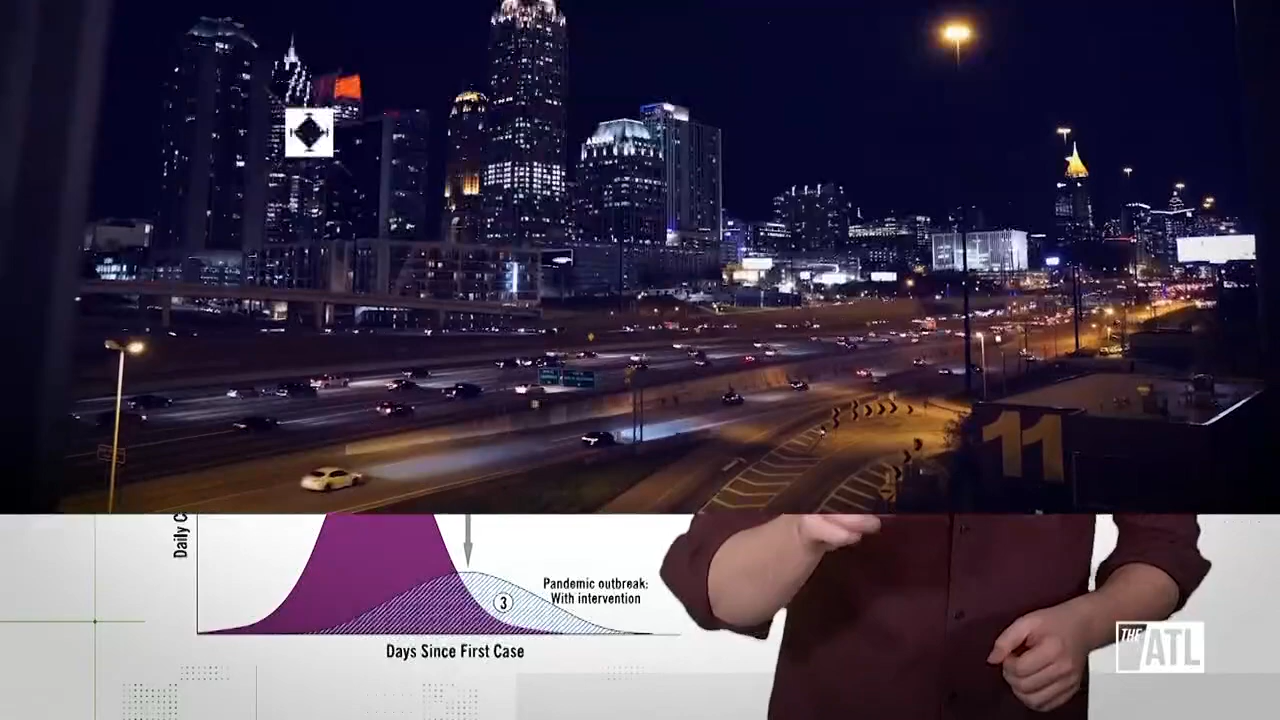 11
Daily C
Pandemic outbreak:
With intervention
3
Days Since First Case
THE ATL